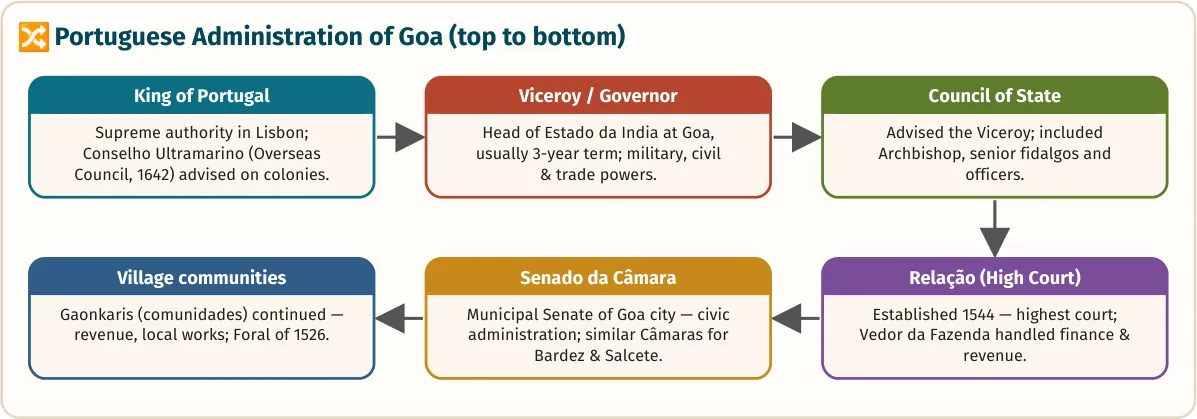 🔀 Portuguese Administration of Goa (top to bottom)
King of Portugal
Supreme authority in Lisbon;
Conselho Ultramarino (Overseas
Council, 1642) advised on colonies.
Viceroy / Governor
Head of Estado da India at Goa,
usually 3-year term; military, civil
& trade powers.
Council of State
Advised the Viceroy; included
Archbishop, senior fidalgos and
officers.
Village communities
Gaonkaris (comunidades) continued —
revenue, local works; Foral of 1526.
Senado da Câmara
Municipal Senate of Goa city — civic
administration; similar Câmaras for
Bardez & Salcete.
Relação (High Court)
Established 1544 — highest court;
Vedor da Fazenda handled finance &
revenue.